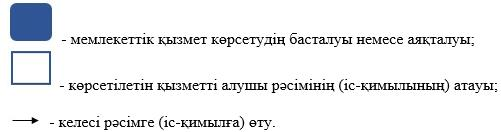 - мемлекеттік қызмет көрсетудің басталуы немесе аяқталуы;
- көрсетілетін қызметті алушы рәсімінің (іс-қимылының) атауы;
- келесі рәсімге (іс-қимылға) өту.